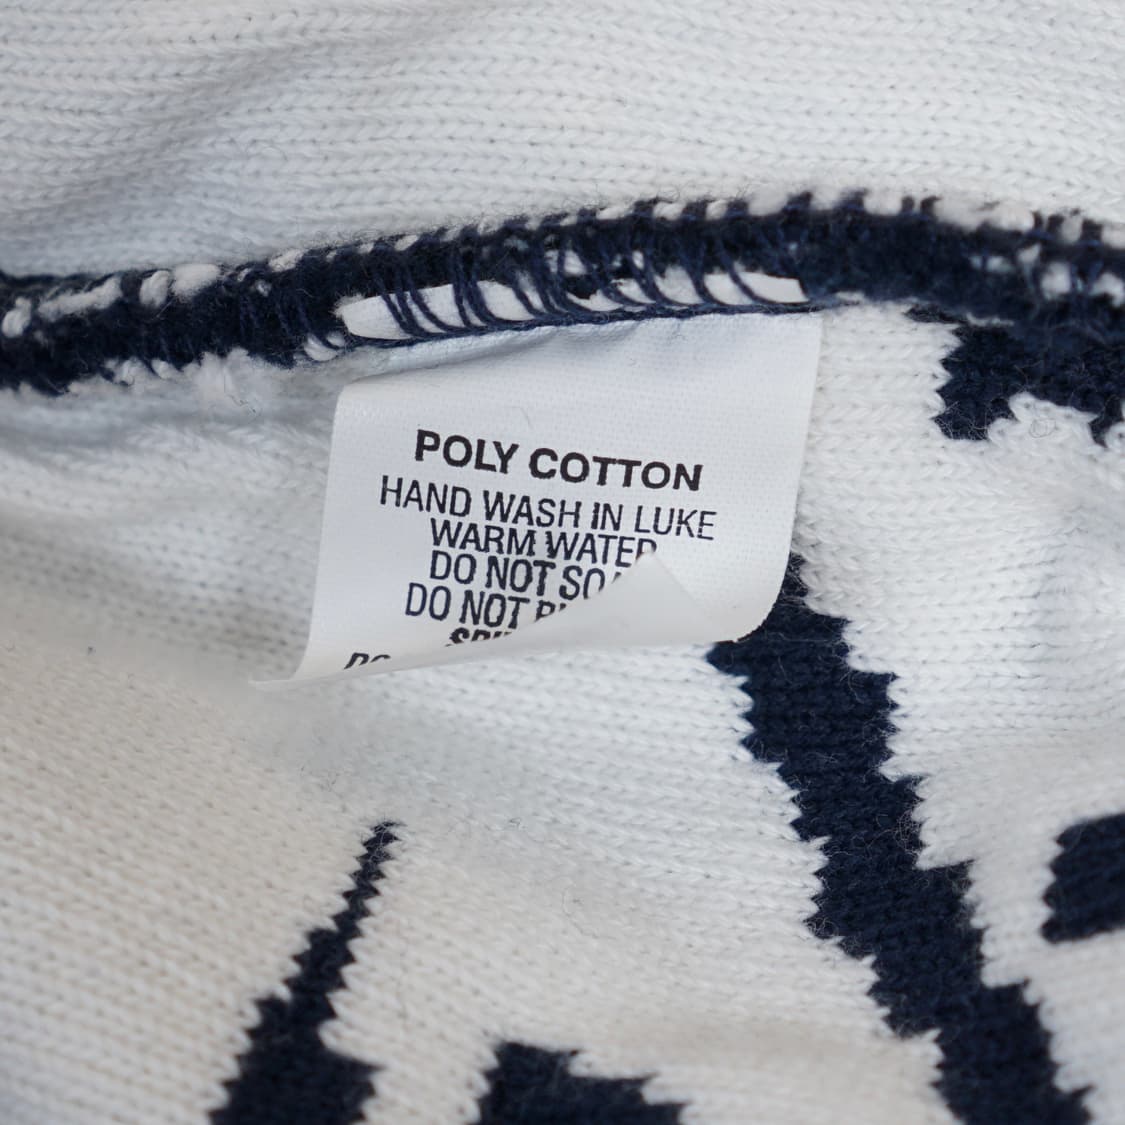 POLY COTTON
HAND WASH IN LUKE
WARM WATER
DO NOT
DO NOT